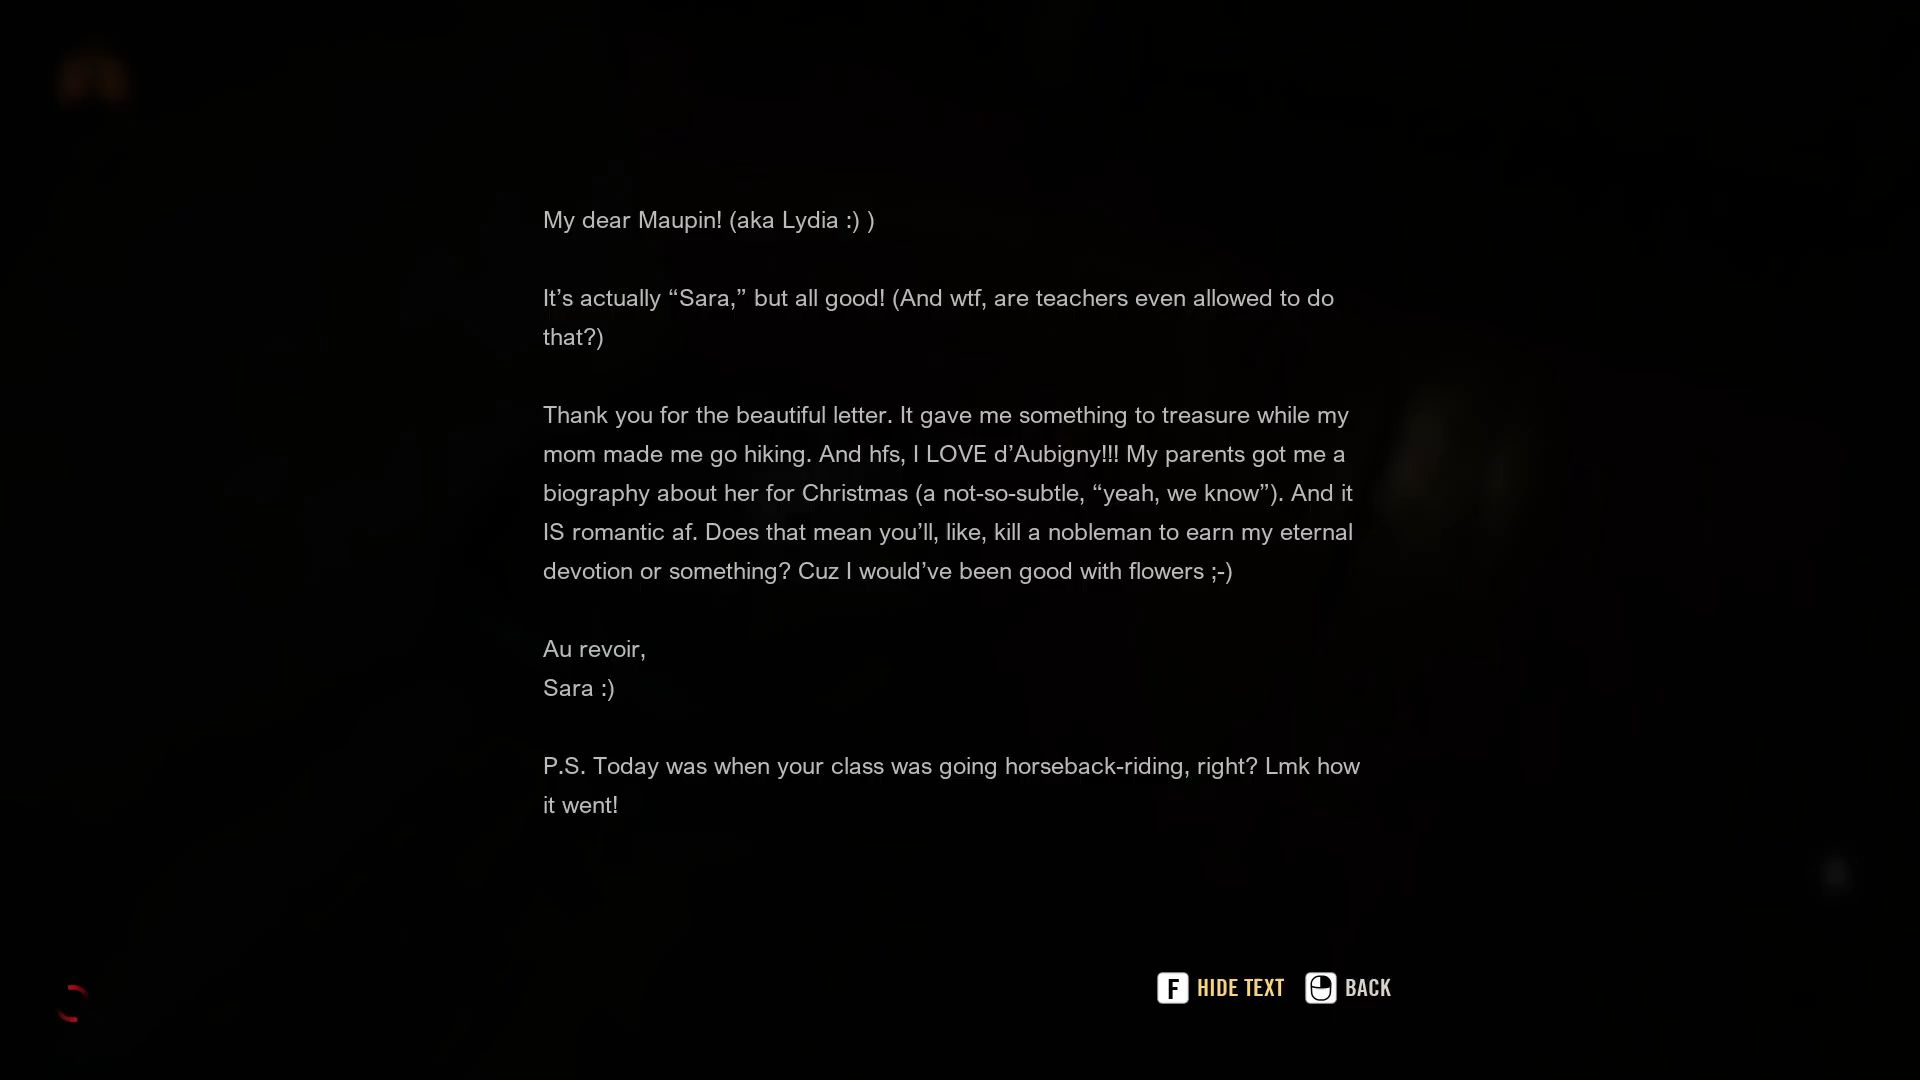 My dear Maupin! (aka Lydia :) )
It’s actually “Sara,” but all good! (And wtf, are teachers even allowed to do
that?)
Thank you for the beautiful letter. It gave me something to treasure while my
mom made me go hiking. And hfs, I LOVE d’Aubigny!!! My parents got me a
biography about her for Christmas (a not-so-subtle, “yeah, we know”). And it
IS romantic af. Does that mean you’ll, like, kill a nobleman to earn my eternal
devotion or something? Cuz I would’ve been good with flowers ;-)
Au revoir,
Sara :)
P.S. Today was when your class was going horseback-riding, right? Lmk how
it went!
F HIDE TEXT BACK